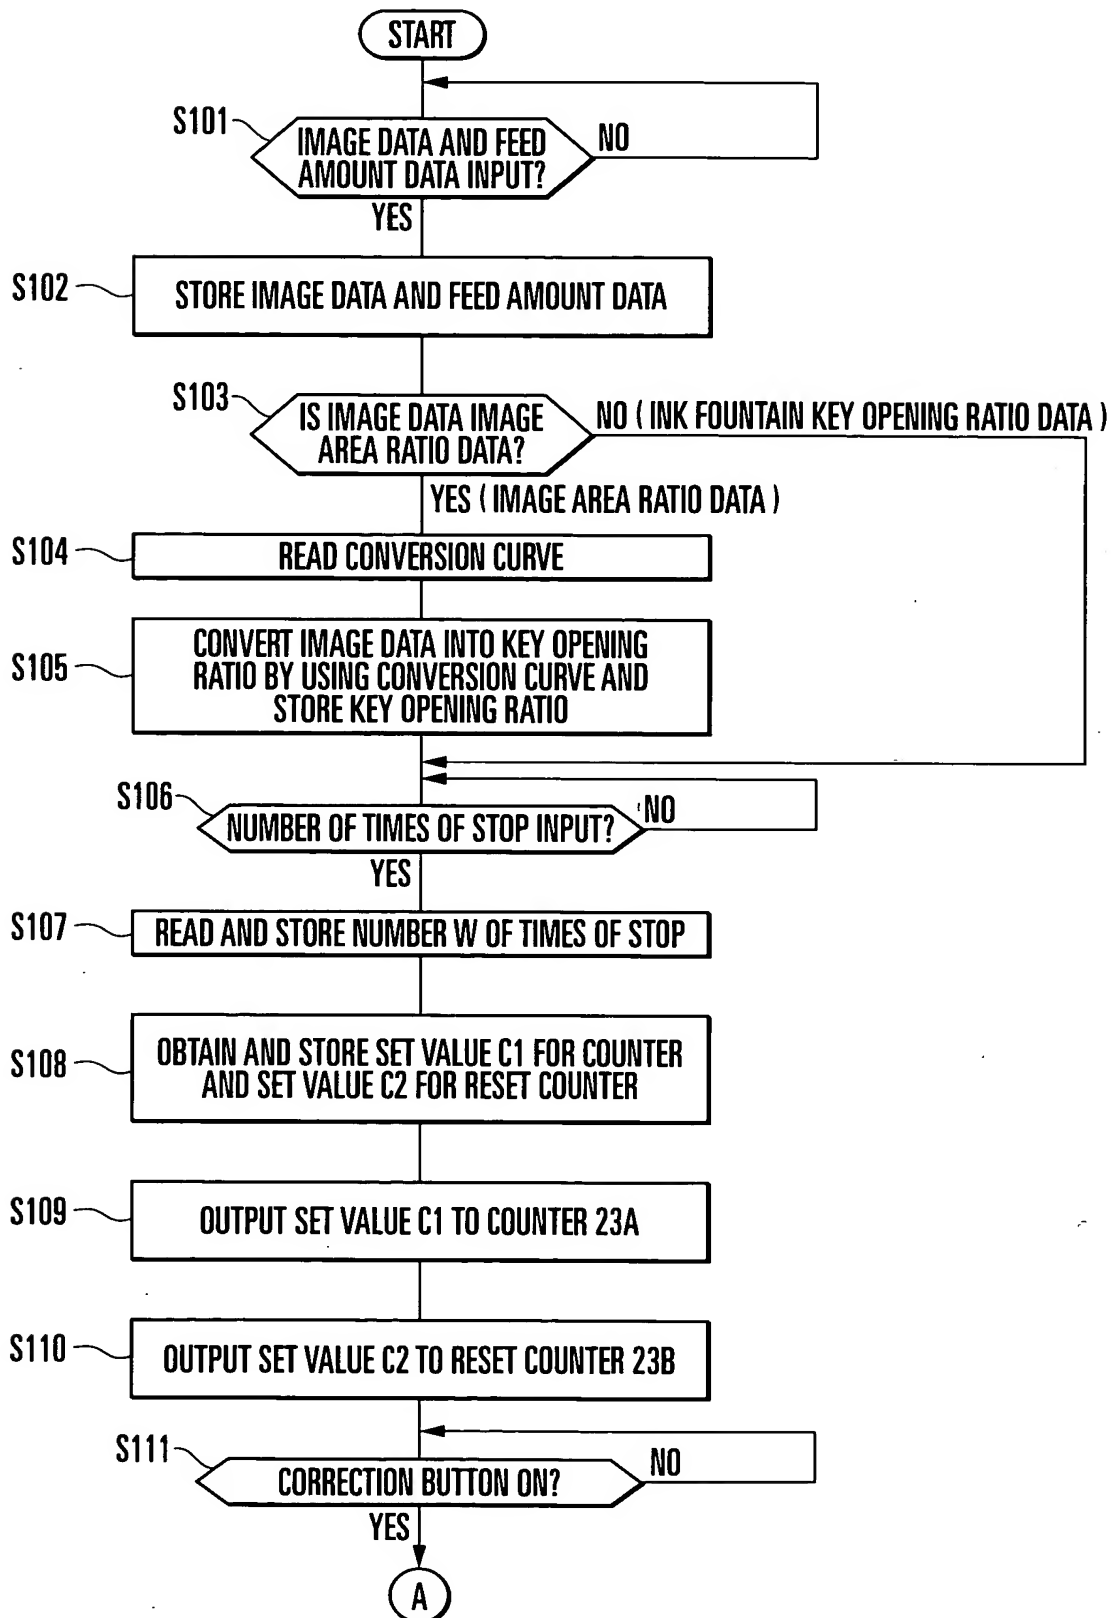 START
S101
IMAGE DATA AND FEED
AMOUNT DATA INPUT?
NO
YES
S102
STORE IMAGE DATA AND FEED AMOUNT DATA
S103
IS IMAGE DATA IMAGE
AREA RATIO DATA?
NO ( INK FOUNTAIN KEY OPENING RATIO DATA )
YES ( IMAGE AREA RATIO DATA )
S104
READ CONVERSION CURVE
S105
CONVERT IMAGE DATA INTO KEY OPENING
RATIO BY USING CONVERSION CURVE AND
STORE KEY OPENING RATIO
S106
NUMBER OF TIMES OF STOP INPUT?
NO
YES
S107
READ AND STORE NUMBER W OF TIMES OF STOP
S108
OBTAIN AND STORE SET VALUE C1 FOR COUNTER
AND SET VALUE C2 FOR RESET COUNTER
S109
OUTPUT SET VALUE C1 TO COUNTER 23A
S110
OUTPUT SET VALUE C2 TO RESET COUNTER 23B
S111
CORRECTION BUTTON ON?
NO
YES
A